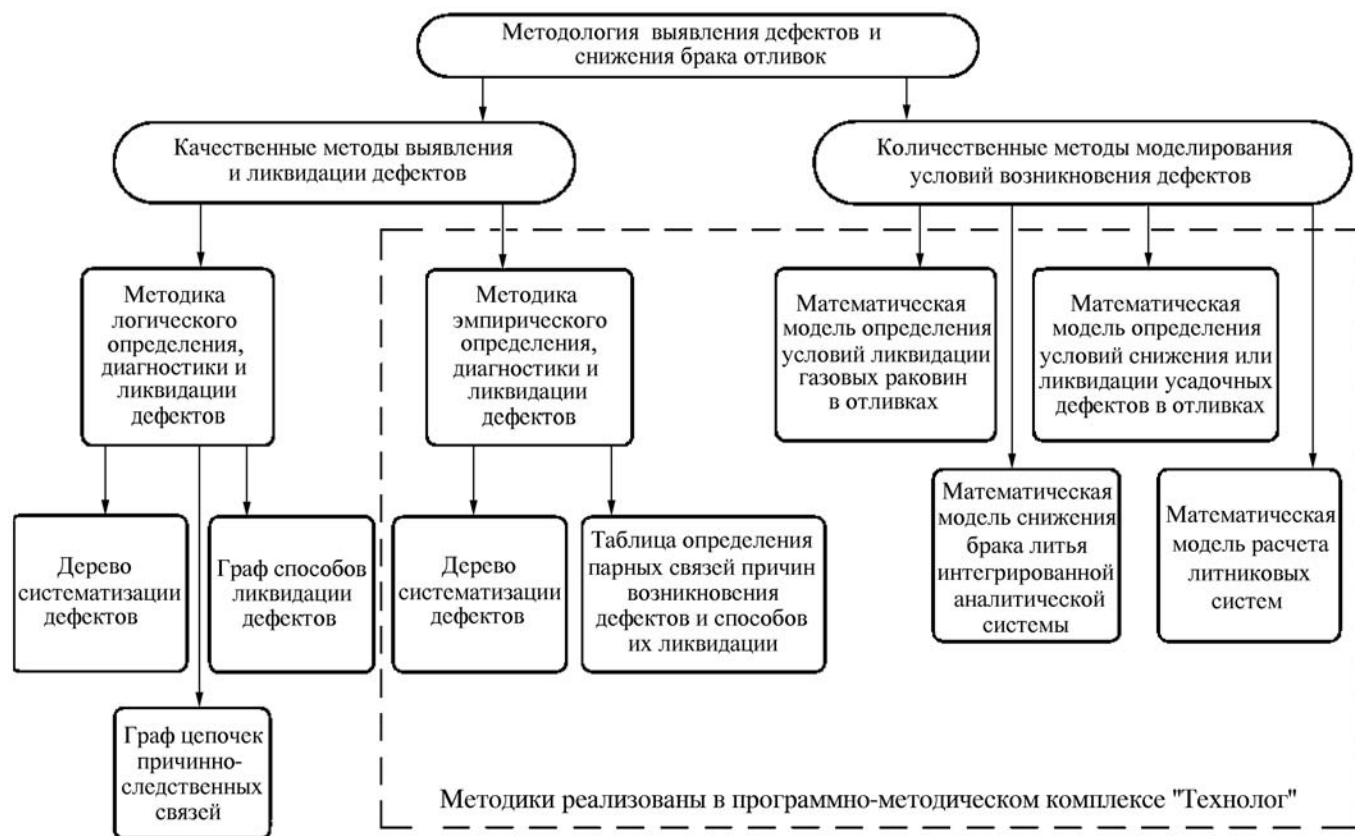 Методология выявления дефектов и
снижения брака отливок
Качественные методы выявления
и ликвидации дефектов
Количественные методы моделирования
условий возникновения дефектов
Методика
логического
определения,
диагностики и
ликвидации
дефектов
Методика
эмпирического
определения,
диагностики и
ликвидации
дефектов
Математическая
модель определения
условий ликвидации
газовых раковин
в отливках
Математическая
модель определения
условий снижения или
ликвидации усадочных
дефектов в отливках
Дерево
систематизации
дефектов
Граф способов
ликвидации
дефектов
Дерево
систематизации
дефектов
Таблица определения
парных связей причин
возникновения
дефектов и способов
их ликвидации
Математическая
модель снижения
брака литья
интегрированной
аналитической
системы
Математическая
модель расчета
литниковых
систем
Граф цепочек
причинно-
следственных
связей
Методики реализованы в программно-методическом комплексе "Технолог"